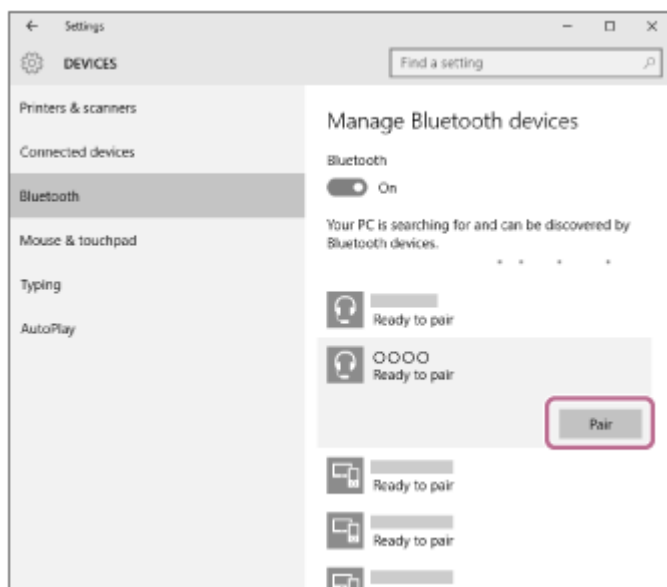 Settings
DEVICES
Find a setting
Printers & scanners
Connected devices
Bluetooth
Mouse & touchpad
Typing
AutoPlay
Manage Bluetooth devices
Bluetooth
On
Your PC is searching for and can be discovered by
Bluetooth devices.
Ready to pair
OOOO
Ready to pair
Pair
Ready to pair
Ready to pair